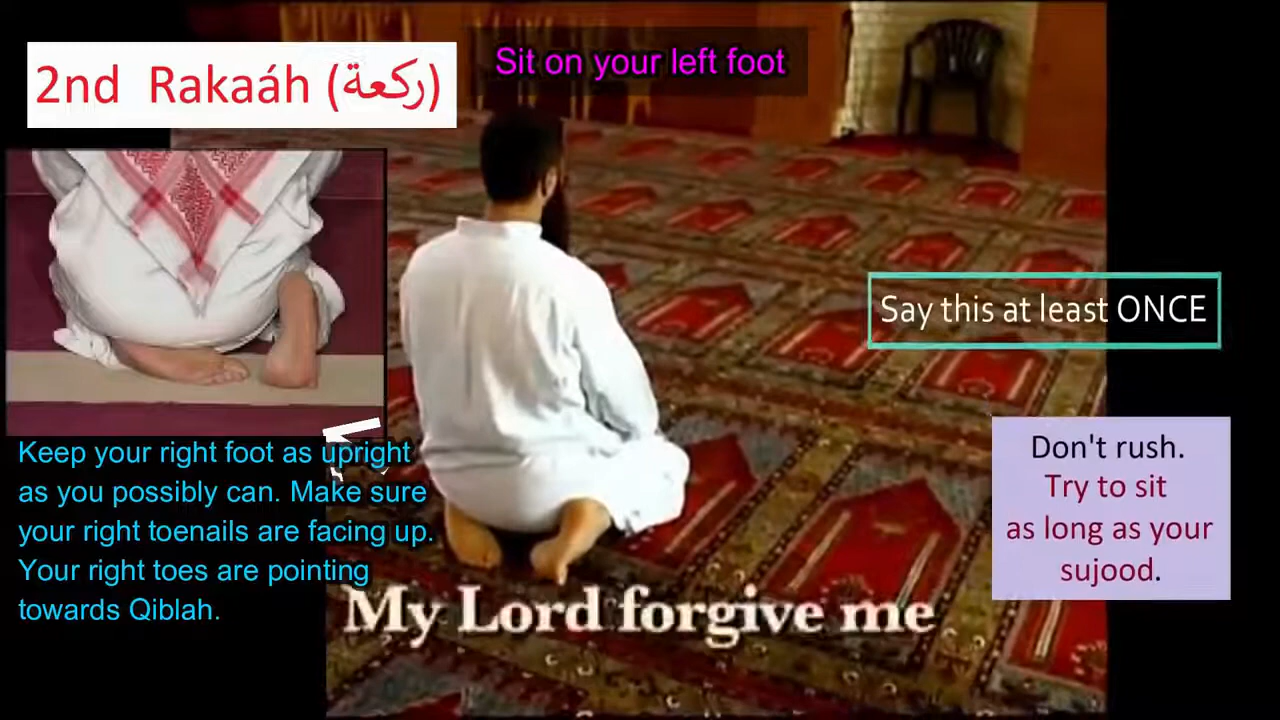 2nd Rakaáh (ركعة)
Sit on your left foot
Say this at least ONCE
Keep your right foot as upright
as you possibly can. Make sure
your right toenails are facing up.
Your right toes are pointing
towards Qiblah.
Don't rush.
Try to sit
as long as your
sujood.
My Lord forgive me